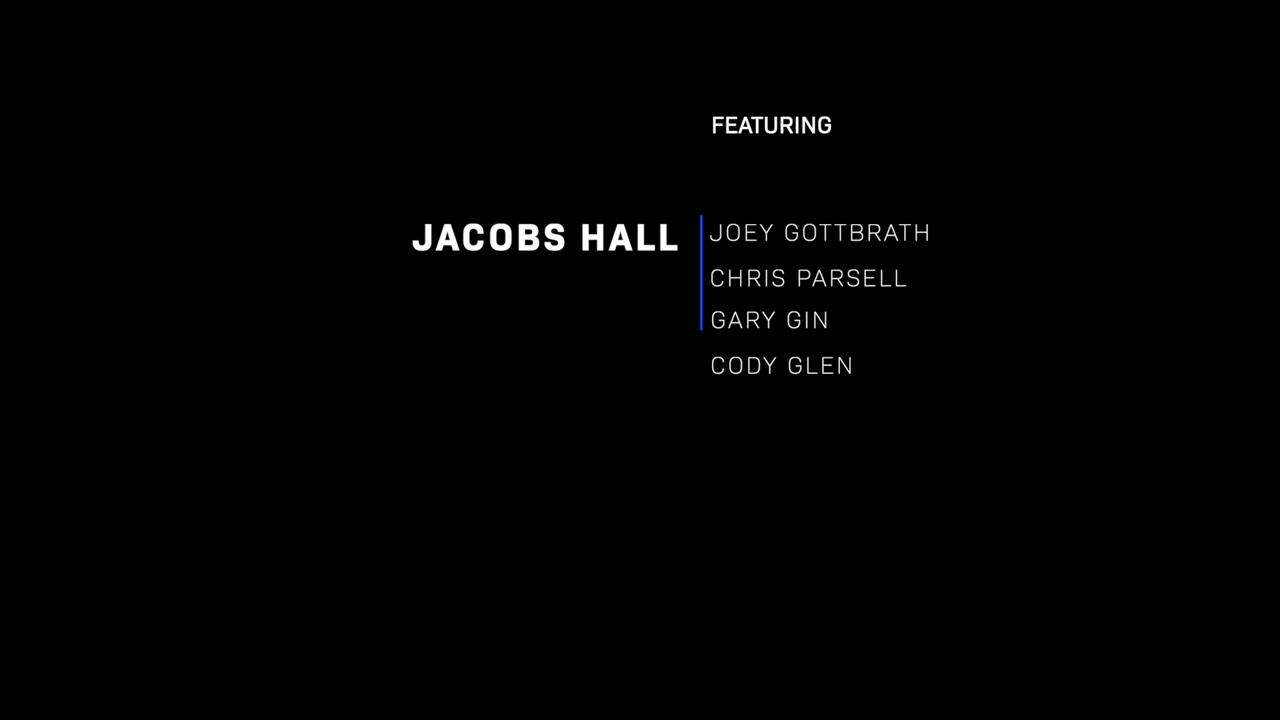 FEATURING
JACOBS HALL
JOEY GOTTBRATH
CHRIS PARSELL
GARY GIN
CODY GLEN